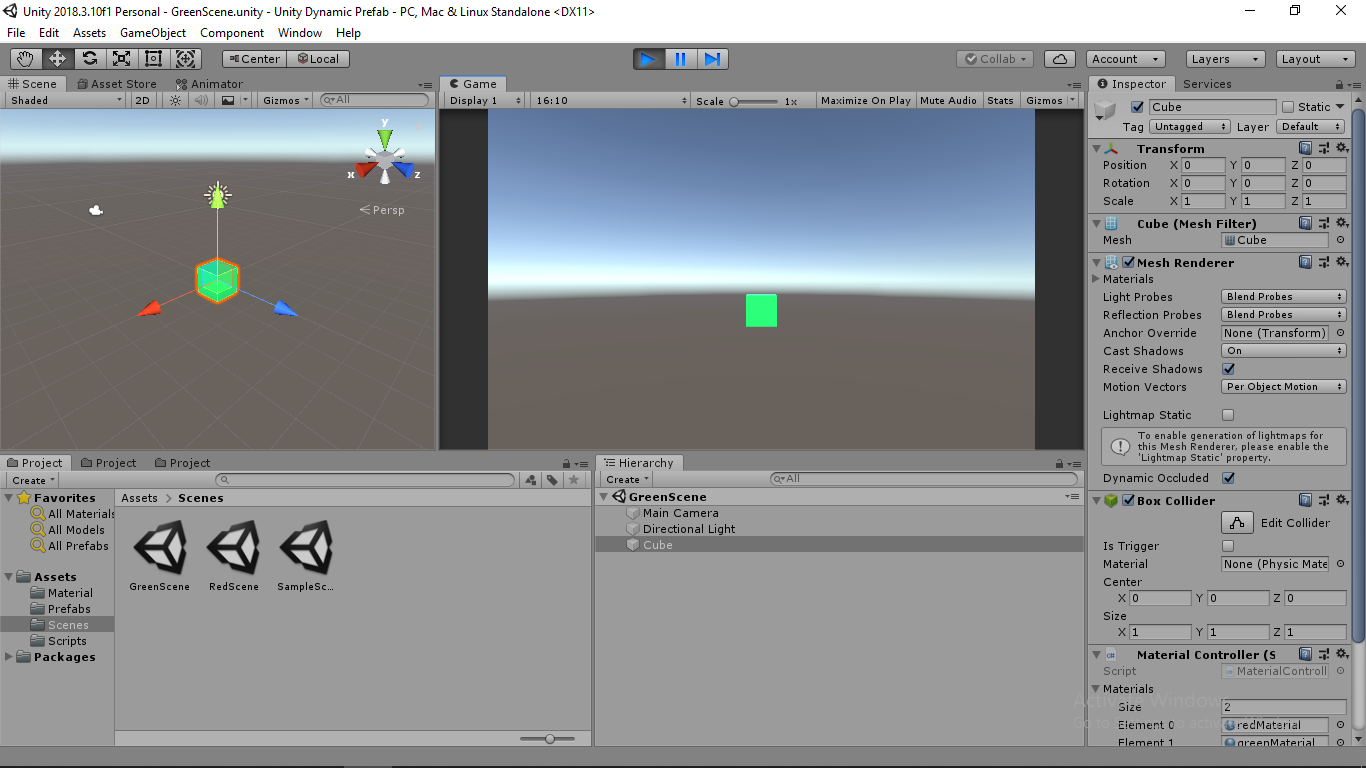 Unity 2018.3.10f1 Personal - GreenScene.unity - Unity Dynamic Prefab - PC, Mac & Linux Standalone <DX11>
File Edit Assets GameObject Component Window Help
Center Local Collab Account Layers Layout
Scene Asset Store Animator
Shaded 2D Gizmos All
y
x z
Persp
Game
Display 1 16:10 Scale 1x Maximize On Play Mute Audio Stats Gizmos
Inspector Services
Cube Static
Tag Untagged Layer Default
Transform
Position X 0 Y 0 Z 0
Rotation X 0 Y 0 Z 0
Scale X 1 Y 1 Z 1
Cube (Mesh Filter)
Mesh Cube
Mesh Renderer
Materials
Light Probes Blend Probes
Reflection Probes Blend Probes
Anchor Override None (Transform)
Cast Shadows On
Receive Shadows
Motion Vectors Per Object Motion
Lightmap Static
To enable generation of lightmaps for
this Mesh Renderer, please enable the
'Lightmap Static' property.
Dynamic Occluded
Box Collider
Edit Collider
Is Trigger
Material None (Physic Mate
Center
X 0 Y 0 Z 0
Size
X 1 Y 1 Z 1
Material Controller (S
Script MaterialControll
Materials
Size 2
Element 0 redMaterial
Element 1 greenMaterial
Activate Windows
Project Project Project
Create
Favorites
All Materials
All Models
All Prefabs
Assets
Material
Prefabs
Scenes
Scripts
Packages
Assets > Scenes
GreenScene RedScene SampleSc...
Hierarchy
Create All
GreenScene
Main Camera
Directional Light
Cube